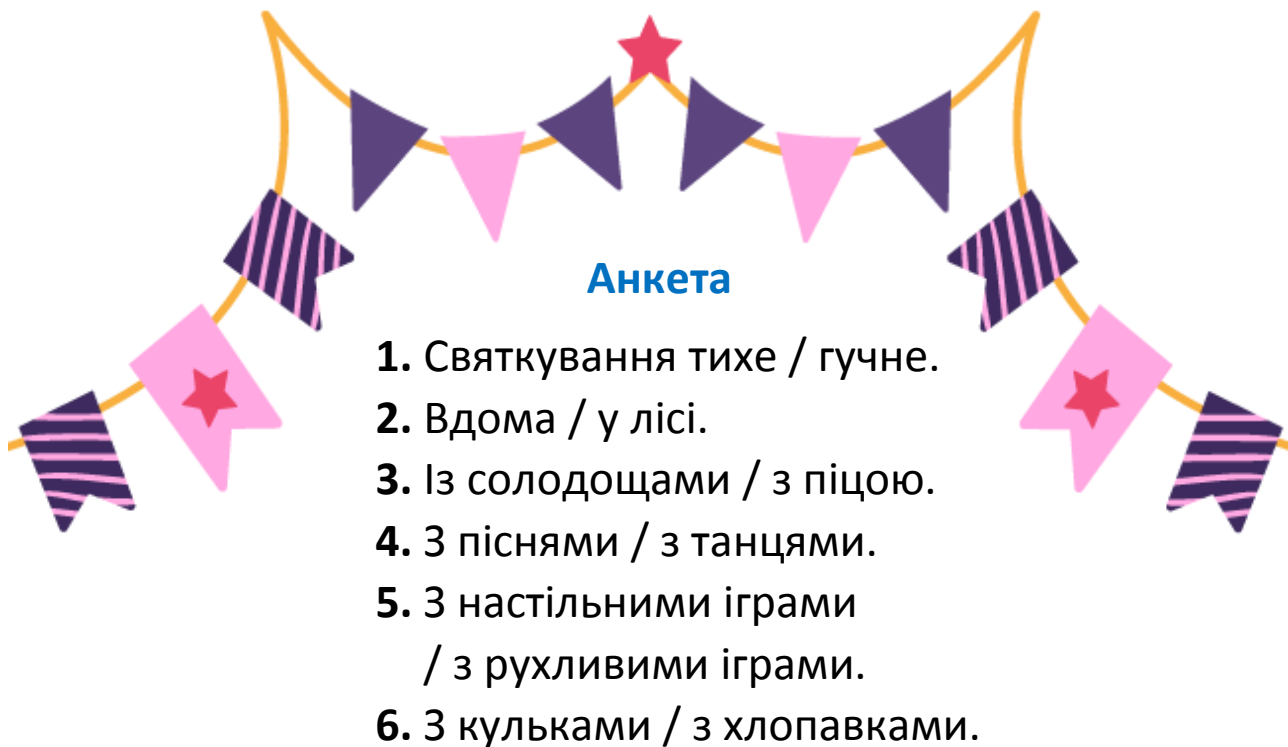 Анкета
1. Святкування тихе / гучне.
2. Вдома / у лісі.
3. Із солодощами / з піцою.
4. З піснями / з танцями.
5. З настільними іграми
/ з рухливими іграми.
6. З кульками / з хлопавками.